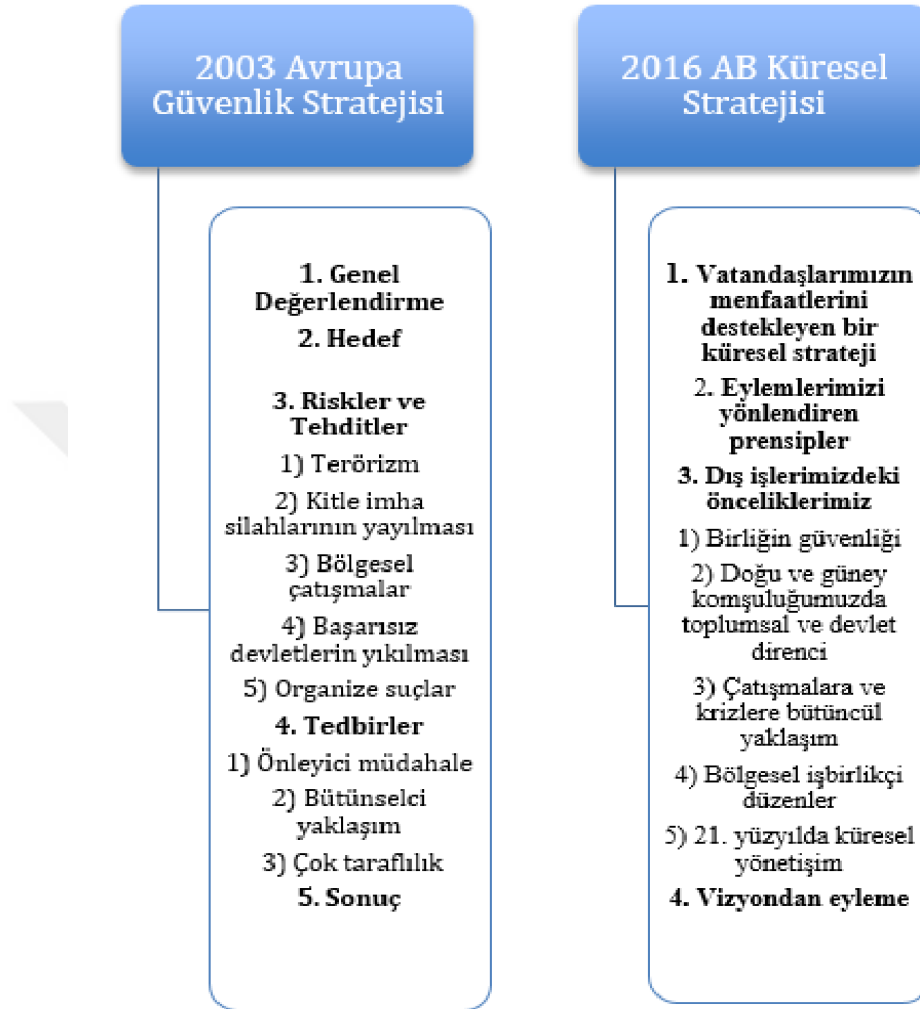 2003 Avrupa
Güvenlik Stratejisi
1. Genel
Değerlendirme
2. Hedef
3. Riskler ve
Tehditler
1) Terörizm
2) Kitle imha
silahlarının yayılması
3) Bölgesel
çatışmalar
4) Başarısız
devletlerin yıkılması
5) Organize suçlar
4. Tedbirler
1) Önleyici müdahale
2) Bütünselci
yaklaşım
3) Çok taraflılık
5. Sonuç
2016 AB Küresel
Stratejisi
1. Vatandaşlarımızın
menfaatlerini
destekleyen bir
küresel strateji
2. Eylemlerimizi
yönlendiren
prensipler
3. Dış işlerimizdeki
önceliklerimiz
1) Birliğin güvenliği
2) Doğu ve güney
komşuluğumuzda
toplumsal ve devlet
direnci
3) Çatışmalara ve
krizlere bütüncül
yaklaşım
4) Bölgesel işbirlikçi
düzenler
5) 21. yüzyılda küresel
yönetişim
4. Vizyondan eyleme